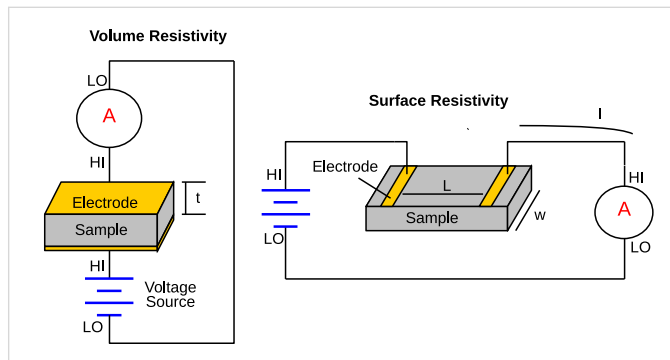 Volume Resistivity
LO
A
HI
Electrode
Sample
t
HI
Voltage
Source
LO
Surface Resistivity
I
HI
Electrode
L
HI
Sample
W
A
LO
LO